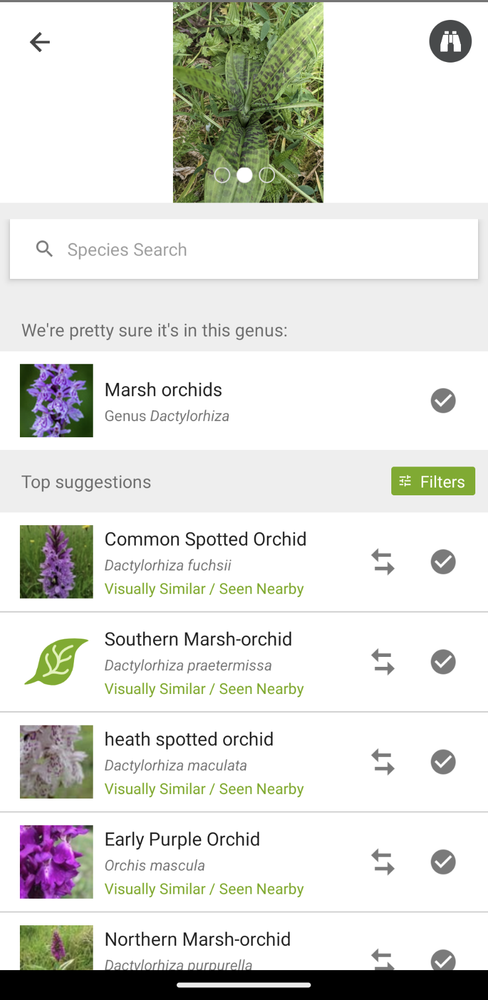 Species Search
We're pretty sure it's in this genus:
Marsh orchids
Genus Dactylorhiza
Top suggestions
Filters
Common Spotted Orchid
Dactylorhiza fuchsii
Visually Similar / Seen Nearby
Southern Marsh-orchid
Dactylorhiza praetermissa
Visually Similar / Seen Nearby
heath spotted orchid
Dactylorhiza maculata
Visually Similar / Seen Nearby
Early Purple Orchid
Orchis mascula
Visually Similar / Seen Nearby
Northern Marsh-orchid
Dactylorhiza purpurella